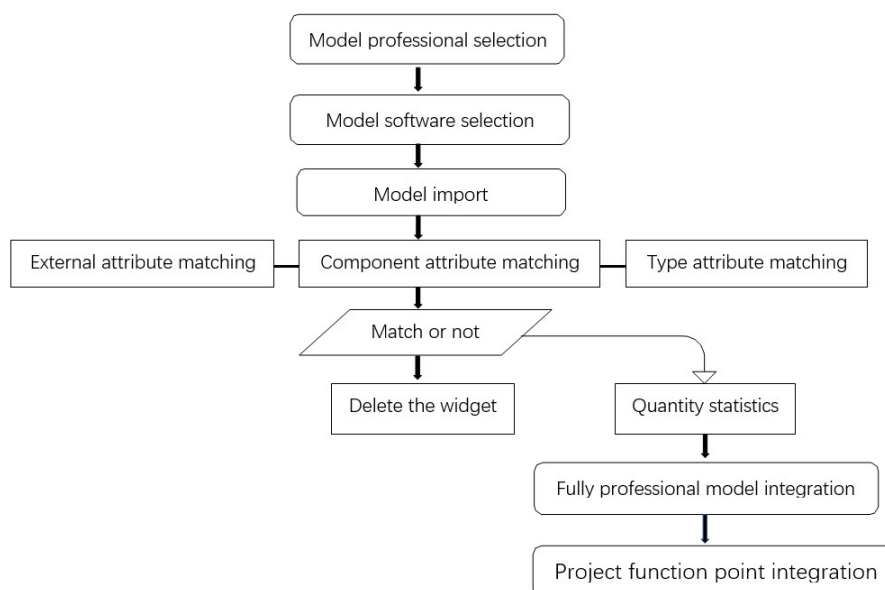 Model professional selection
Model software selection
Model import
External attribute matching
Component attribute matching
Type attribute matching
Match or not
Delete the widget
Quantity statistics
Fully professional model integration
Project function point integration